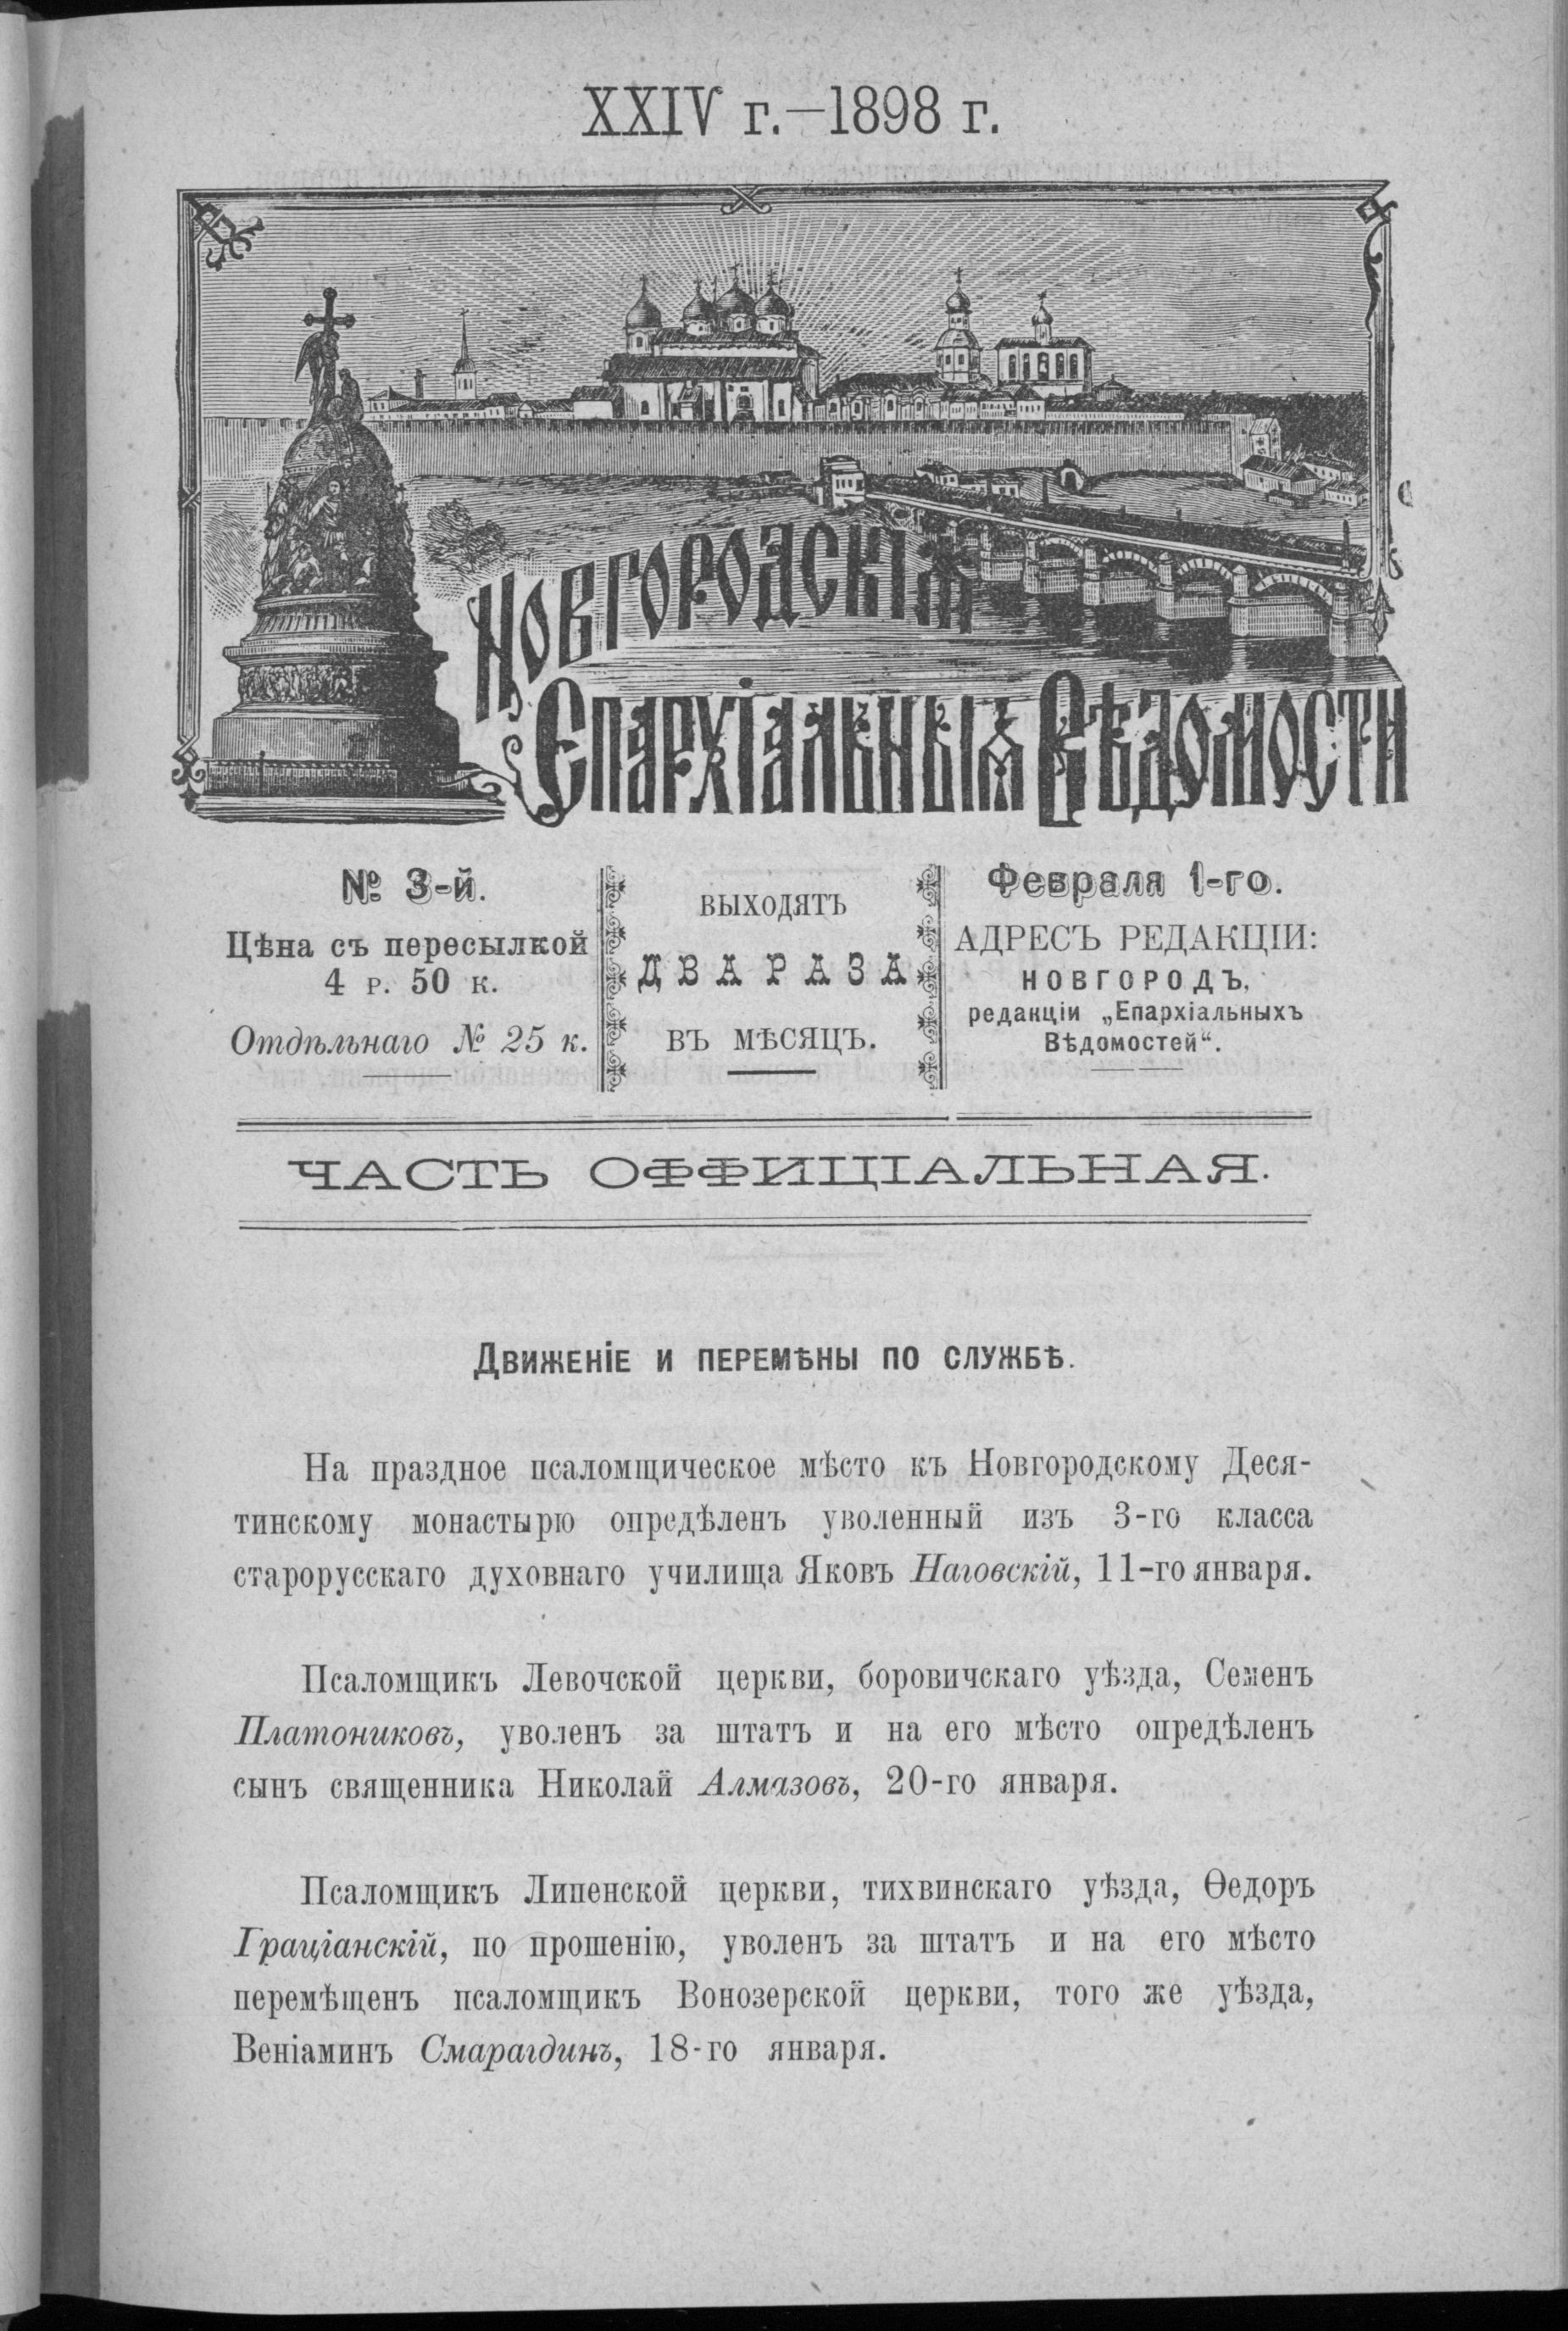 XXIV г.—1898 г.
Новгородскія
Епархіальныя Вѣдомости
№ 3-й.
Цѣна съ пересылкой
4 р. 50 к.
Отдѣльнаго № 25 к.
ВЫХОДЯТЪ
ДВА РАЗА
ВЪ МѢСЯЦЪ.
Февраля 1-го.
АДРЕСЪ РЕДАКЦІИ:
НОВГОРОДЪ,
редакціи „Епархіальныхъ
Вѣдомостей“.
ЧАСТЬ ОФФИЦІАЛЬНАЯ.
Движеніе и перемѣны по службѣ.
На праздное псаломщическое мѣсто къ Новгородскому Деся-
тинскому монастырю опредѣленъ уволенный изъ 3-го класса
старорусскаго духовнаго училища Яковъ Наговскій, 11-го января.
Псаломщикъ Левочской церкви, боровичскаго уѣзда, Семенъ
Платониковъ, уволенъ за штатъ и на его мѣсто опредѣленъ
сынъ священника Николай Алмазовъ, 20-го января.
Псаломщикъ Липенской церкви, тихвинскаго уѣзда, Ѳедоръ
Граціанскій, по прошенію, уволенъ за штатъ и на его мѣсто
перемѣщенъ псаломщикъ Вонозерской церкви, того же уѣзда,
Веніаминъ Смарагдинъ, 18-го января.